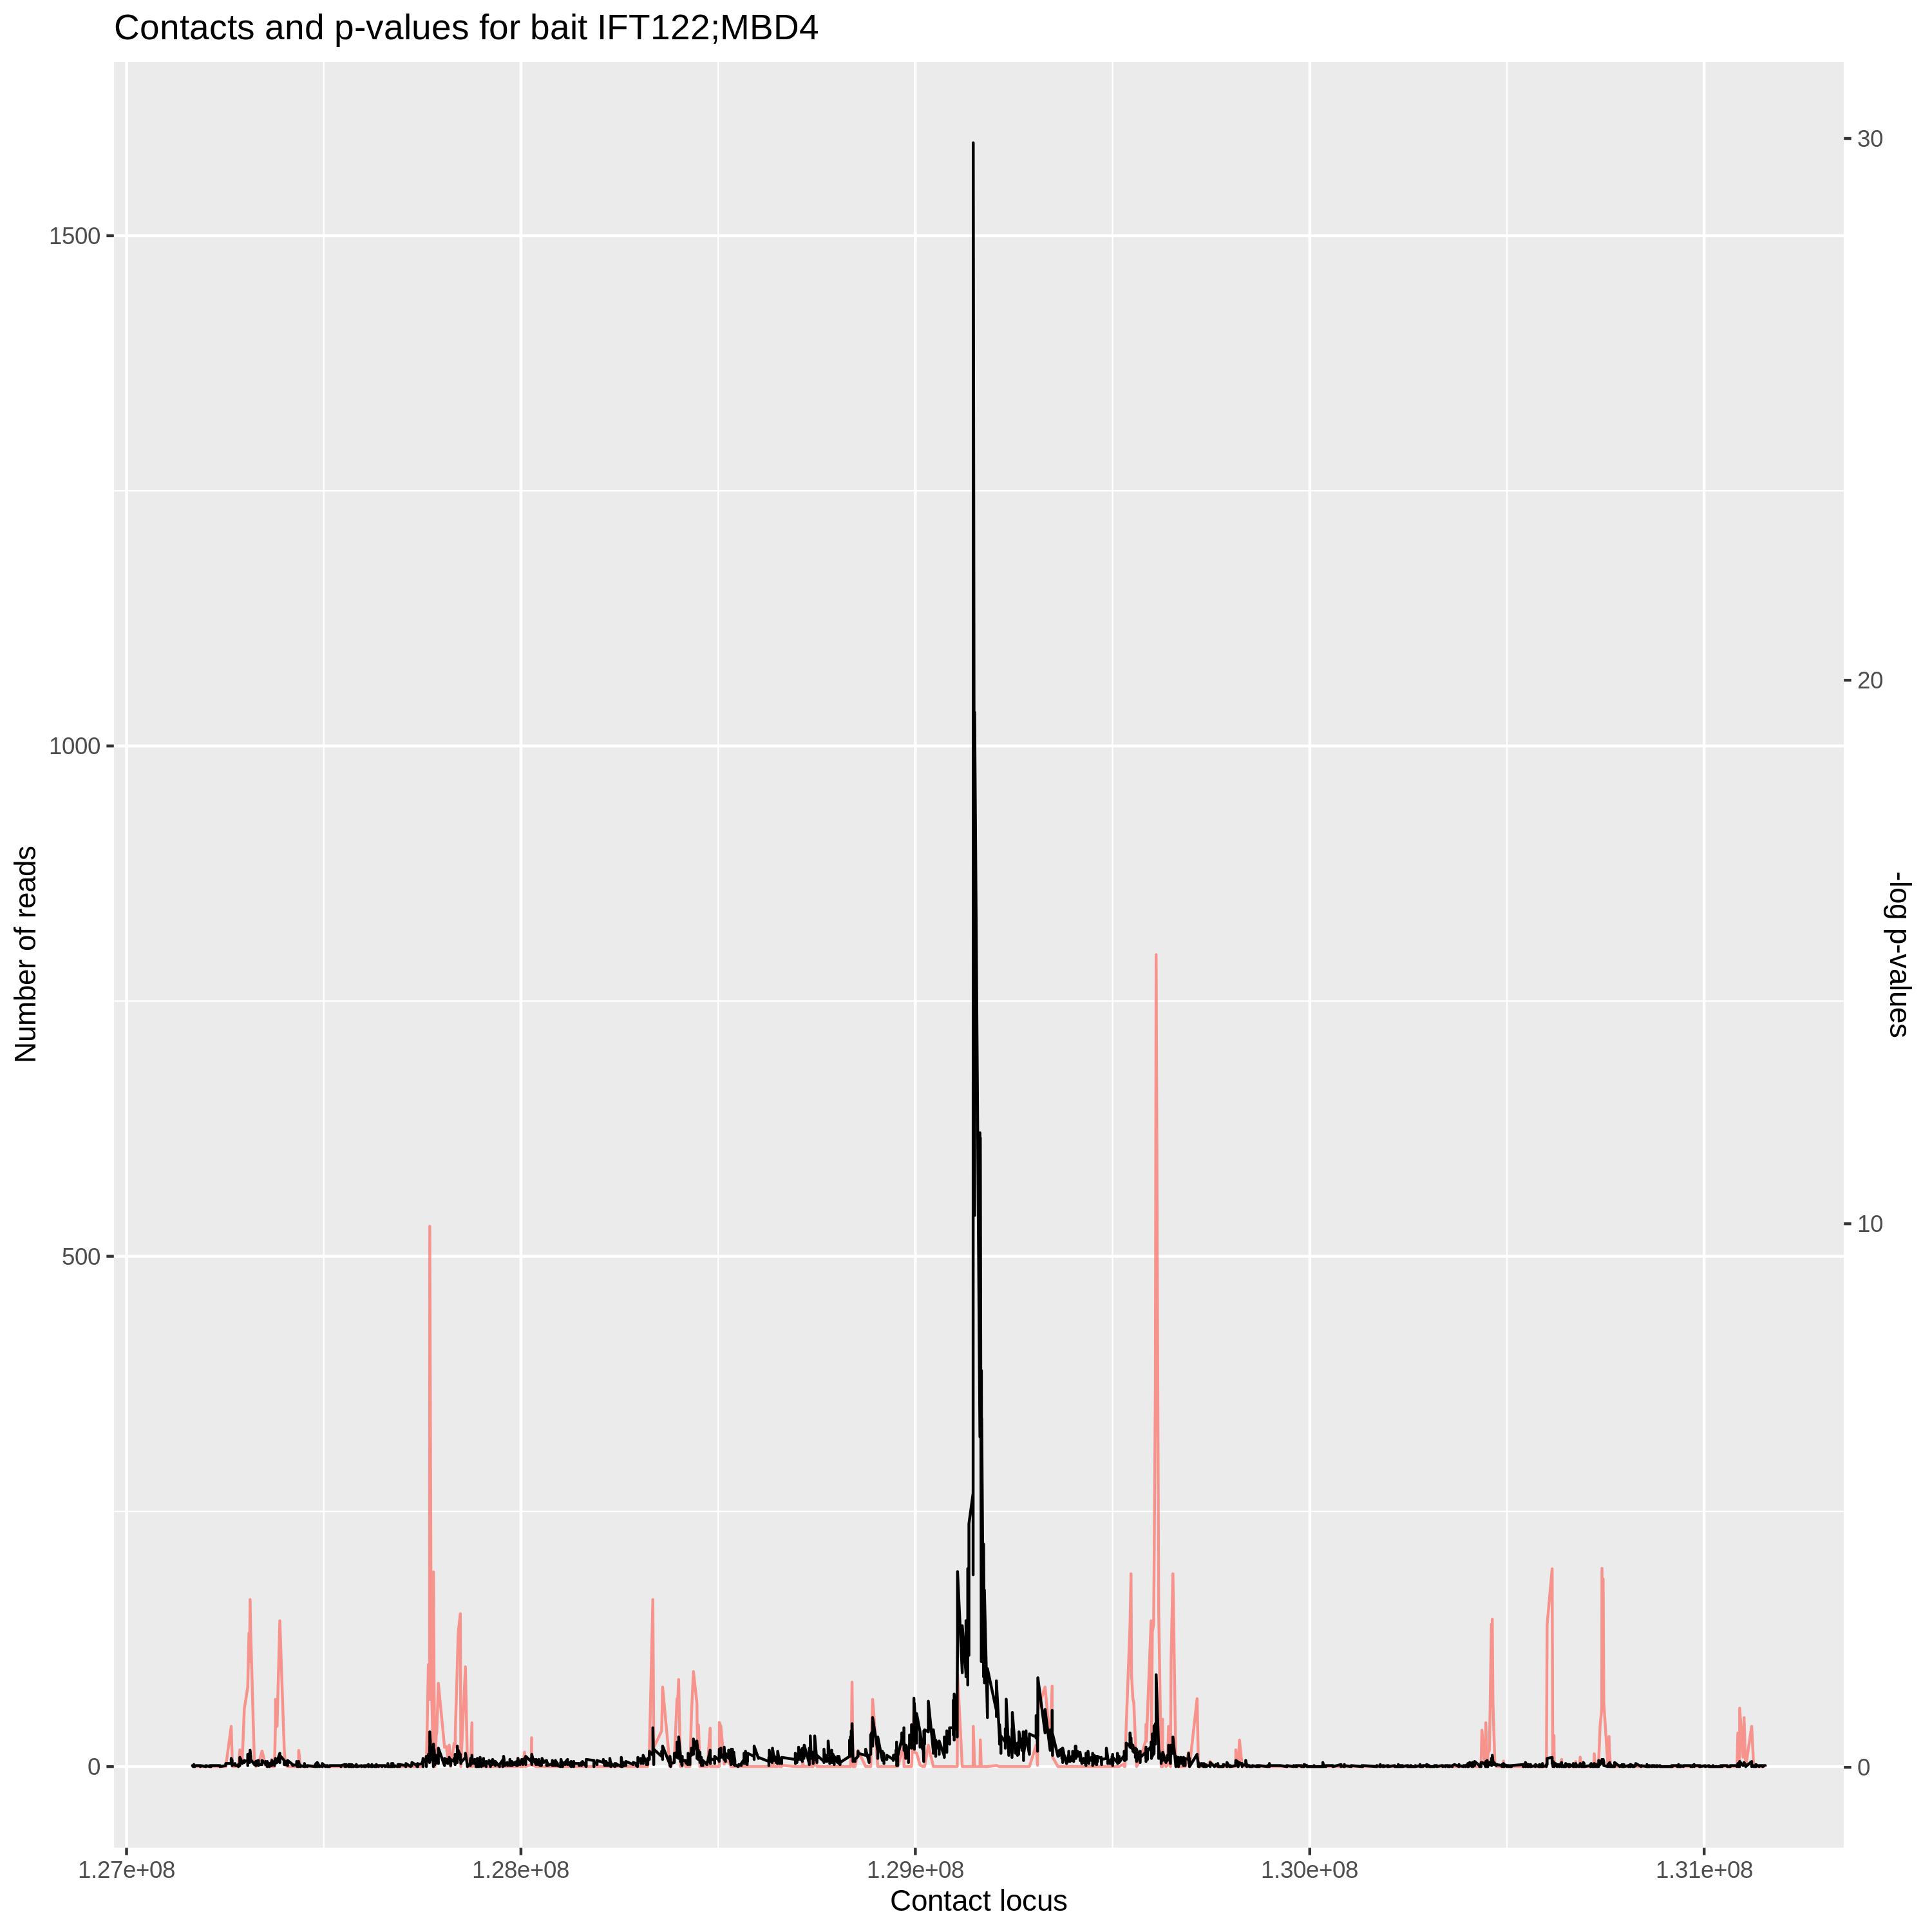 Contacts and p-values for bait IFT122;MBD4
30
1500
20
1000
Number of reads
-log p-values
500
10
0
0
1.27e+08
1.28e+08
1.29e+08
1.30e+08
1.31e+08
Contact locus